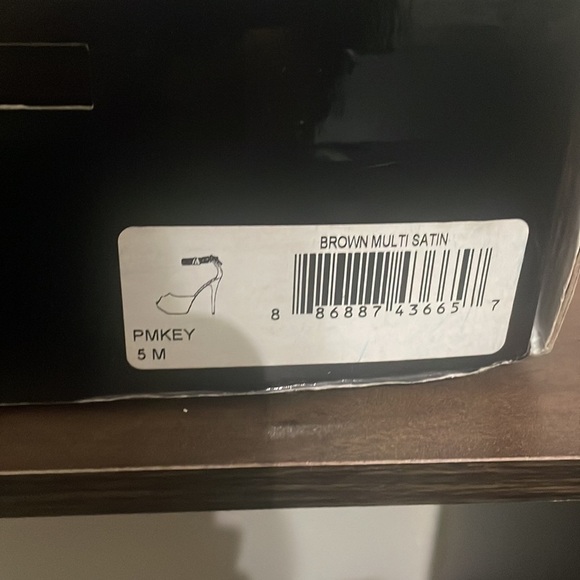 BROWN MULTI SATIN
8 86887 43665 7
PMKEY
5 M